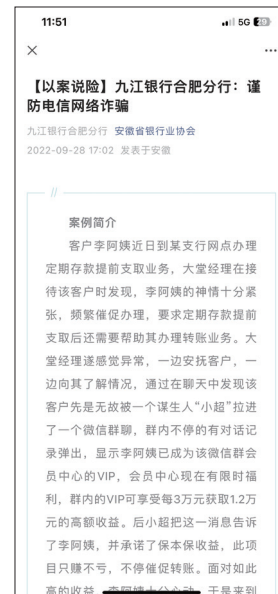 11:51
5G
【以案说险】九江银行合肥分行：谨
防电信网络诈骗
九江银行合肥分行 安徽省银行业协会
2022-09-28 17:02 发表于安徽
//
案例简介
客户李阿姨近日到某支行网点办理
定期存款提前支取业务，大堂经理在接
待该客户时发现，李阿姨的神情十分紧
张，频繁催促办理，要求定期存款提前
支取后还需要帮助其办理转账业务。大
堂经理遂感觉异常，一边安抚客户，一
边向其了解情况，通过在聊天中发现该
客户先是无故被一个谋生人“小超”拉进
了一个微信群聊，群内不停的有对话记
录弹出，显示李阿姨已成为该微信群会
员中心的VIP，会员中心现在有限时福
利，群内的VIP可享受每3万元获取1.2万
元的高额收益。后小超把这一消息告诉
了李阿姨，并承诺了保本保收益，此项
目只赚不亏，不停催促转账。面对如此
高的收益，李阿姨十分心动，于是来到